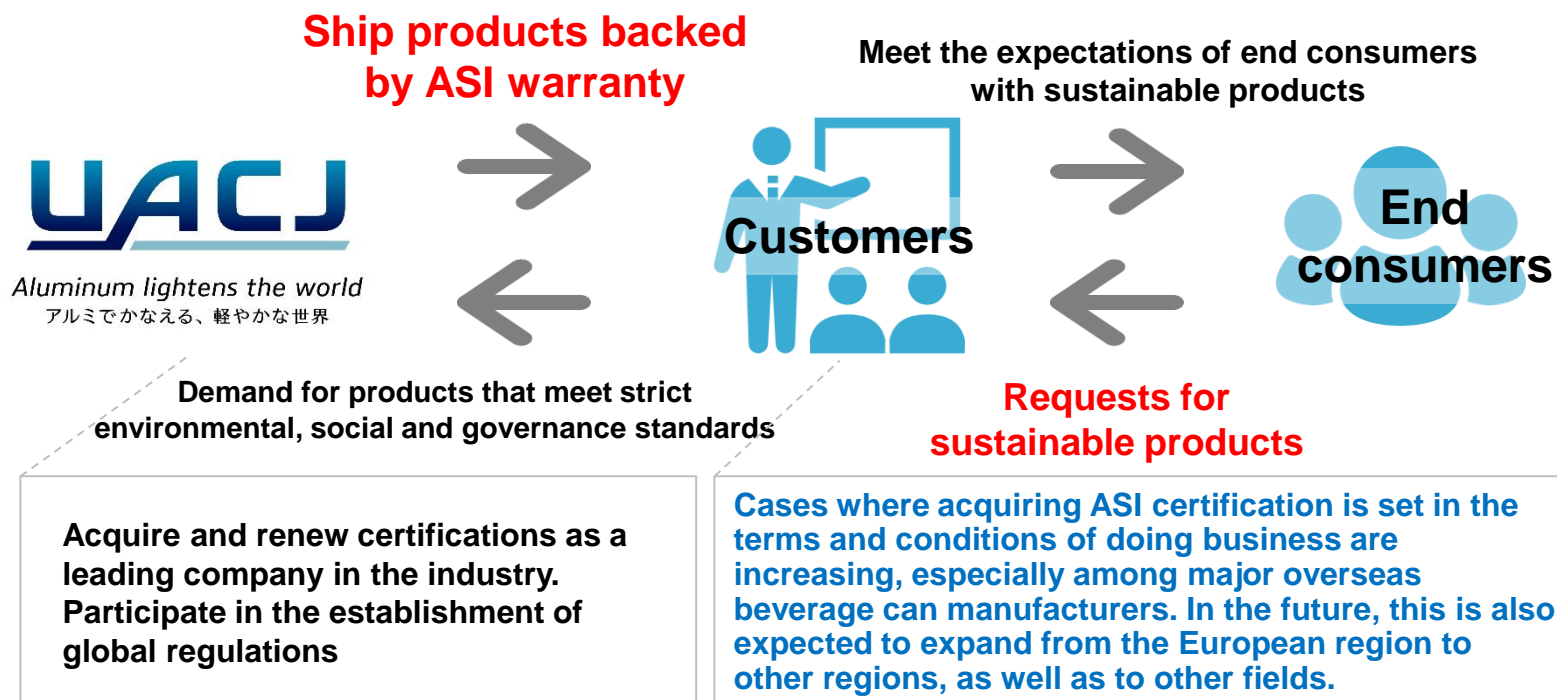 Ship products backed
by ASI warranty
Meet the expectations of end consumers
with sustainable products
UACJ
Aluminum lightens the world
アルミでかなえる、軽やかな世界
Customers
End
consumers
Demand for products that meet strict
environmental, social and governance standards
Requests for
sustainable products
Acquire and renew certifications as a
leading company in the industry.
Participate in the establishment of
global regulations
Cases where acquiring ASI certification is set in the
terms and conditions of doing business are
increasing, especially among major overseas
beverage can manufacturers. In the future, this is also
expected to expand from the European region to
other regions, as well as to other fields.